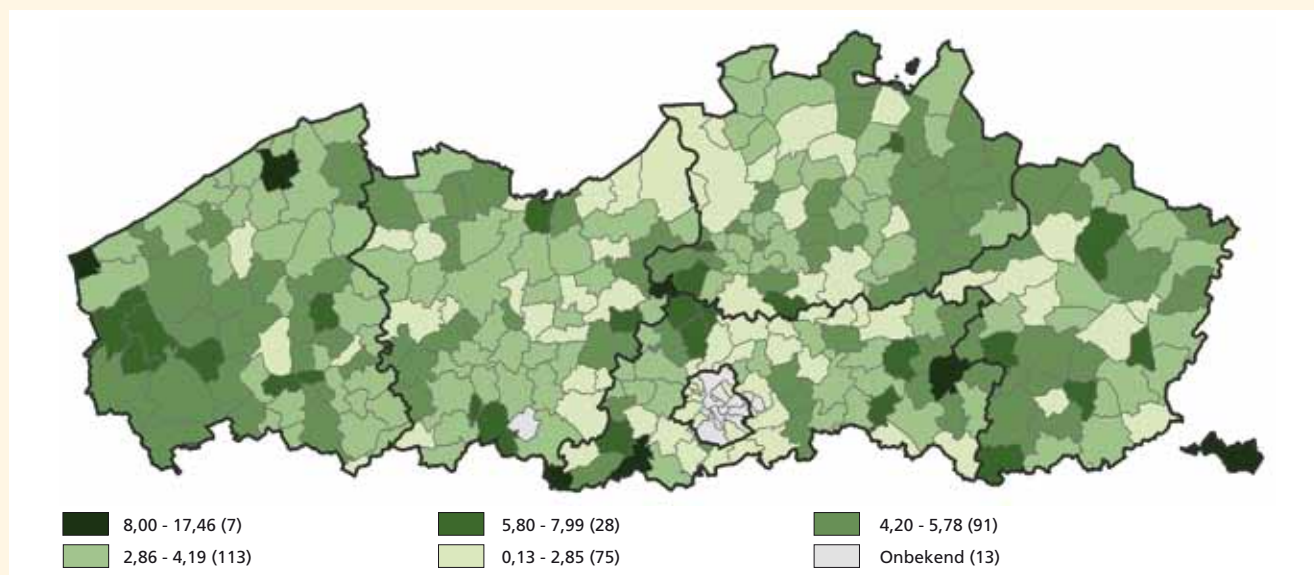 8,00 - 17,46 (7) 5,80 - 7,99 (28) 4,20 - 5,78 (91)
2,86 - 4,19 (113) 0,13 - 2,85 (75) Onbekend (13)